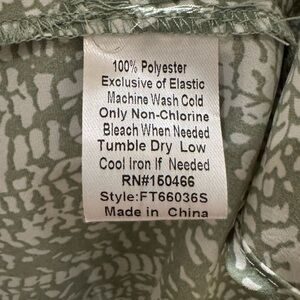 100% Polyester
Exclusive of Elastic
Machine Wash Cold
Only Non-Chlorine
Bleach When Needed
Tumble Dry Low
Cool Iron If Needed
RN#150466
Style:FT66036S
Made in China